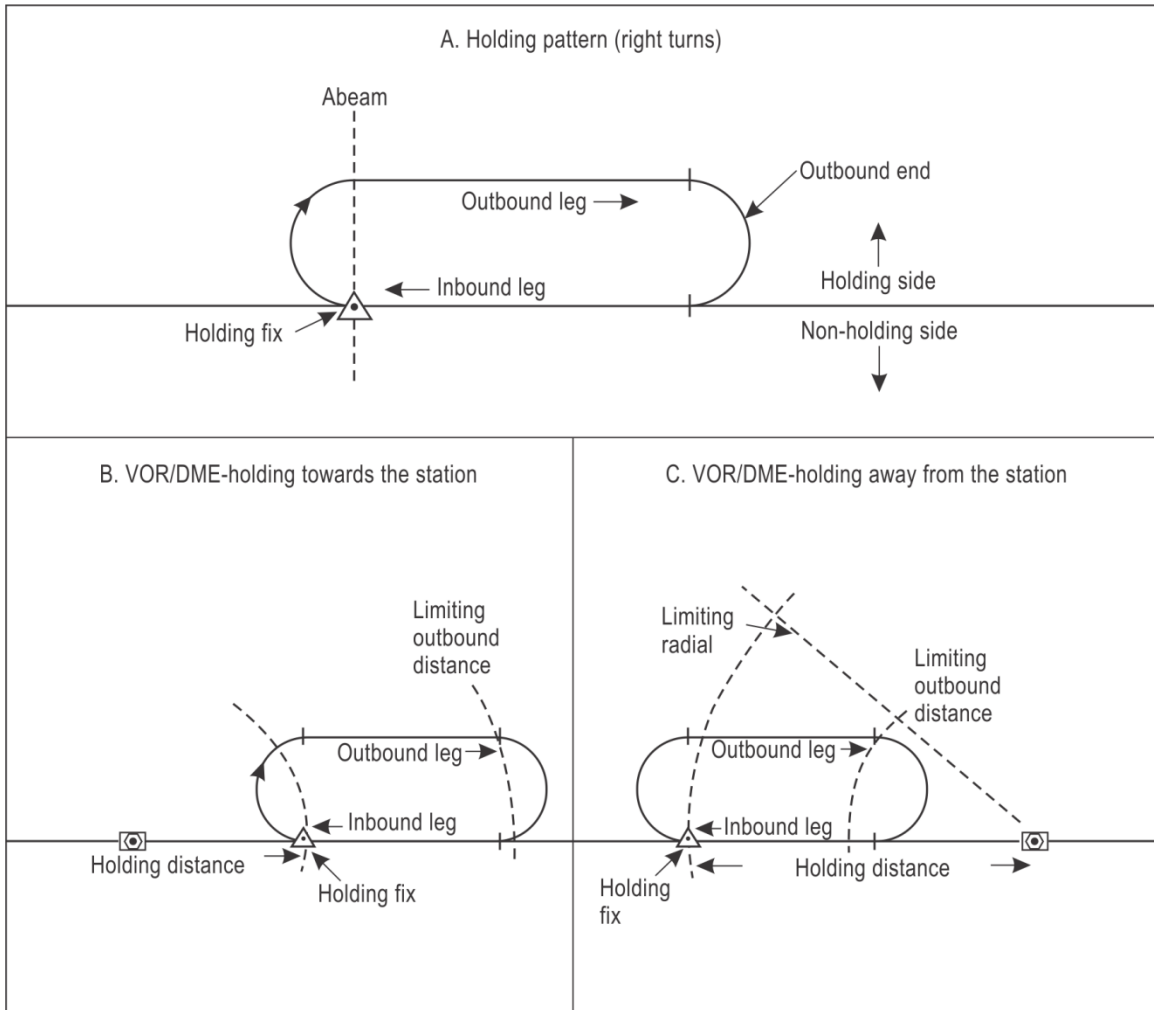 A. Holding pattern (right turns)
Abeam
Outbound end
Outbound leg
Holding side
Inbound leg
Holding fix
Non-holding side
B. VOR/DME-holding towards the station
Limiting
outbound
distance
Outbound leg
Inbound leg
Holding distance
Holding fix
C. VOR/DME-holding away from the station
Limiting
radial
Limiting
outbound
distance
Outbound leg
Inbound leg
Holding distance
Holding
fix